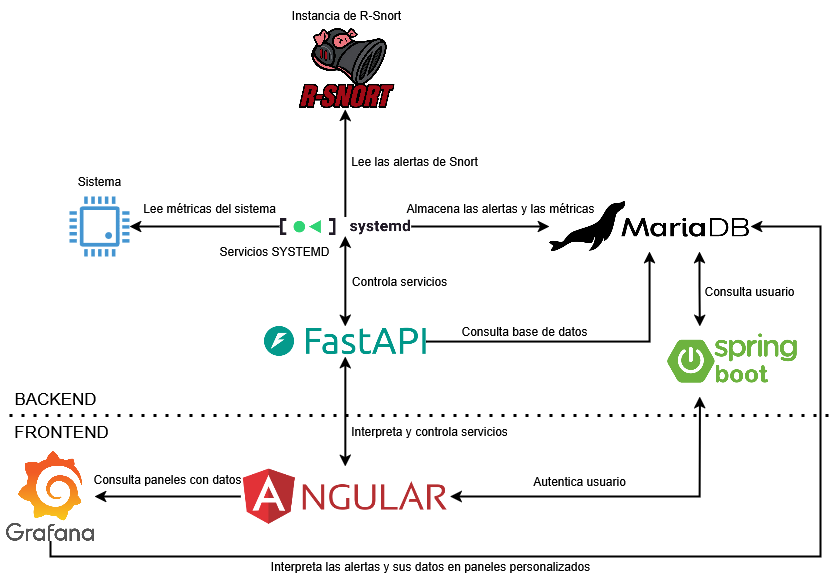 Instancia de R-Snort
R-SNORT
Lee las alertas de Snort
Sistema
Lee métricas del sistema
[ ● ◀ ] systemd
Almacena las alertas y las métricas
MariaDB
Servicios SYSTEMD
Controla servicios
Consulta usuario
FastAPI
Consulta base de datos
spring
boot
BACKEND
FRONTEND
Interpreta y controla servicios
Consulta paneles con datos
ANGULAR
Autentica usuario
Grafana
Interpreta las alertas y sus datos en paneles personalizados